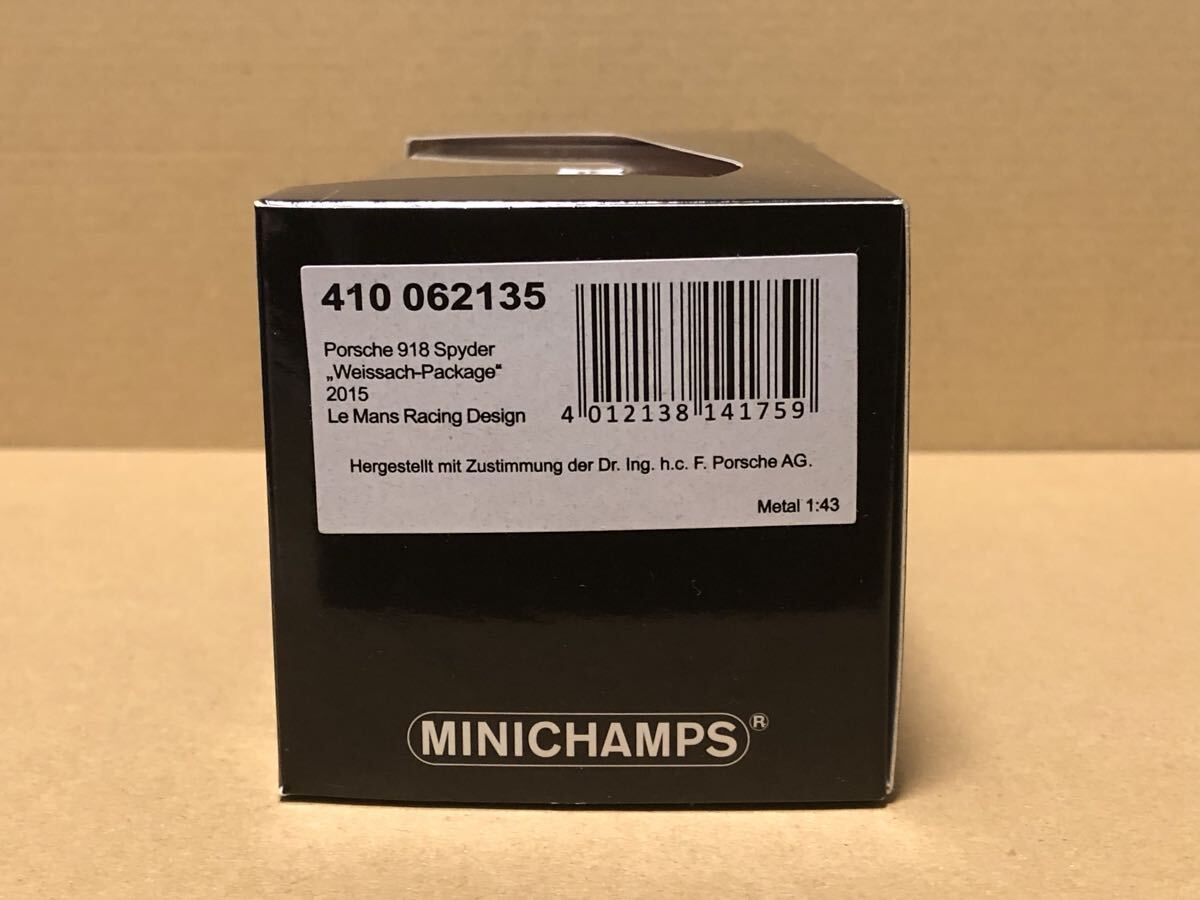 410 062135
Porsche 918 Spyder
„Weissach-Package“
2015
Le Mans Racing Design
4 012138 141759
Hergestellt mit Zustimmung der Dr. Ing. h.c. F. Porsche AG.
Metal 1:43
MINICHAMPS®